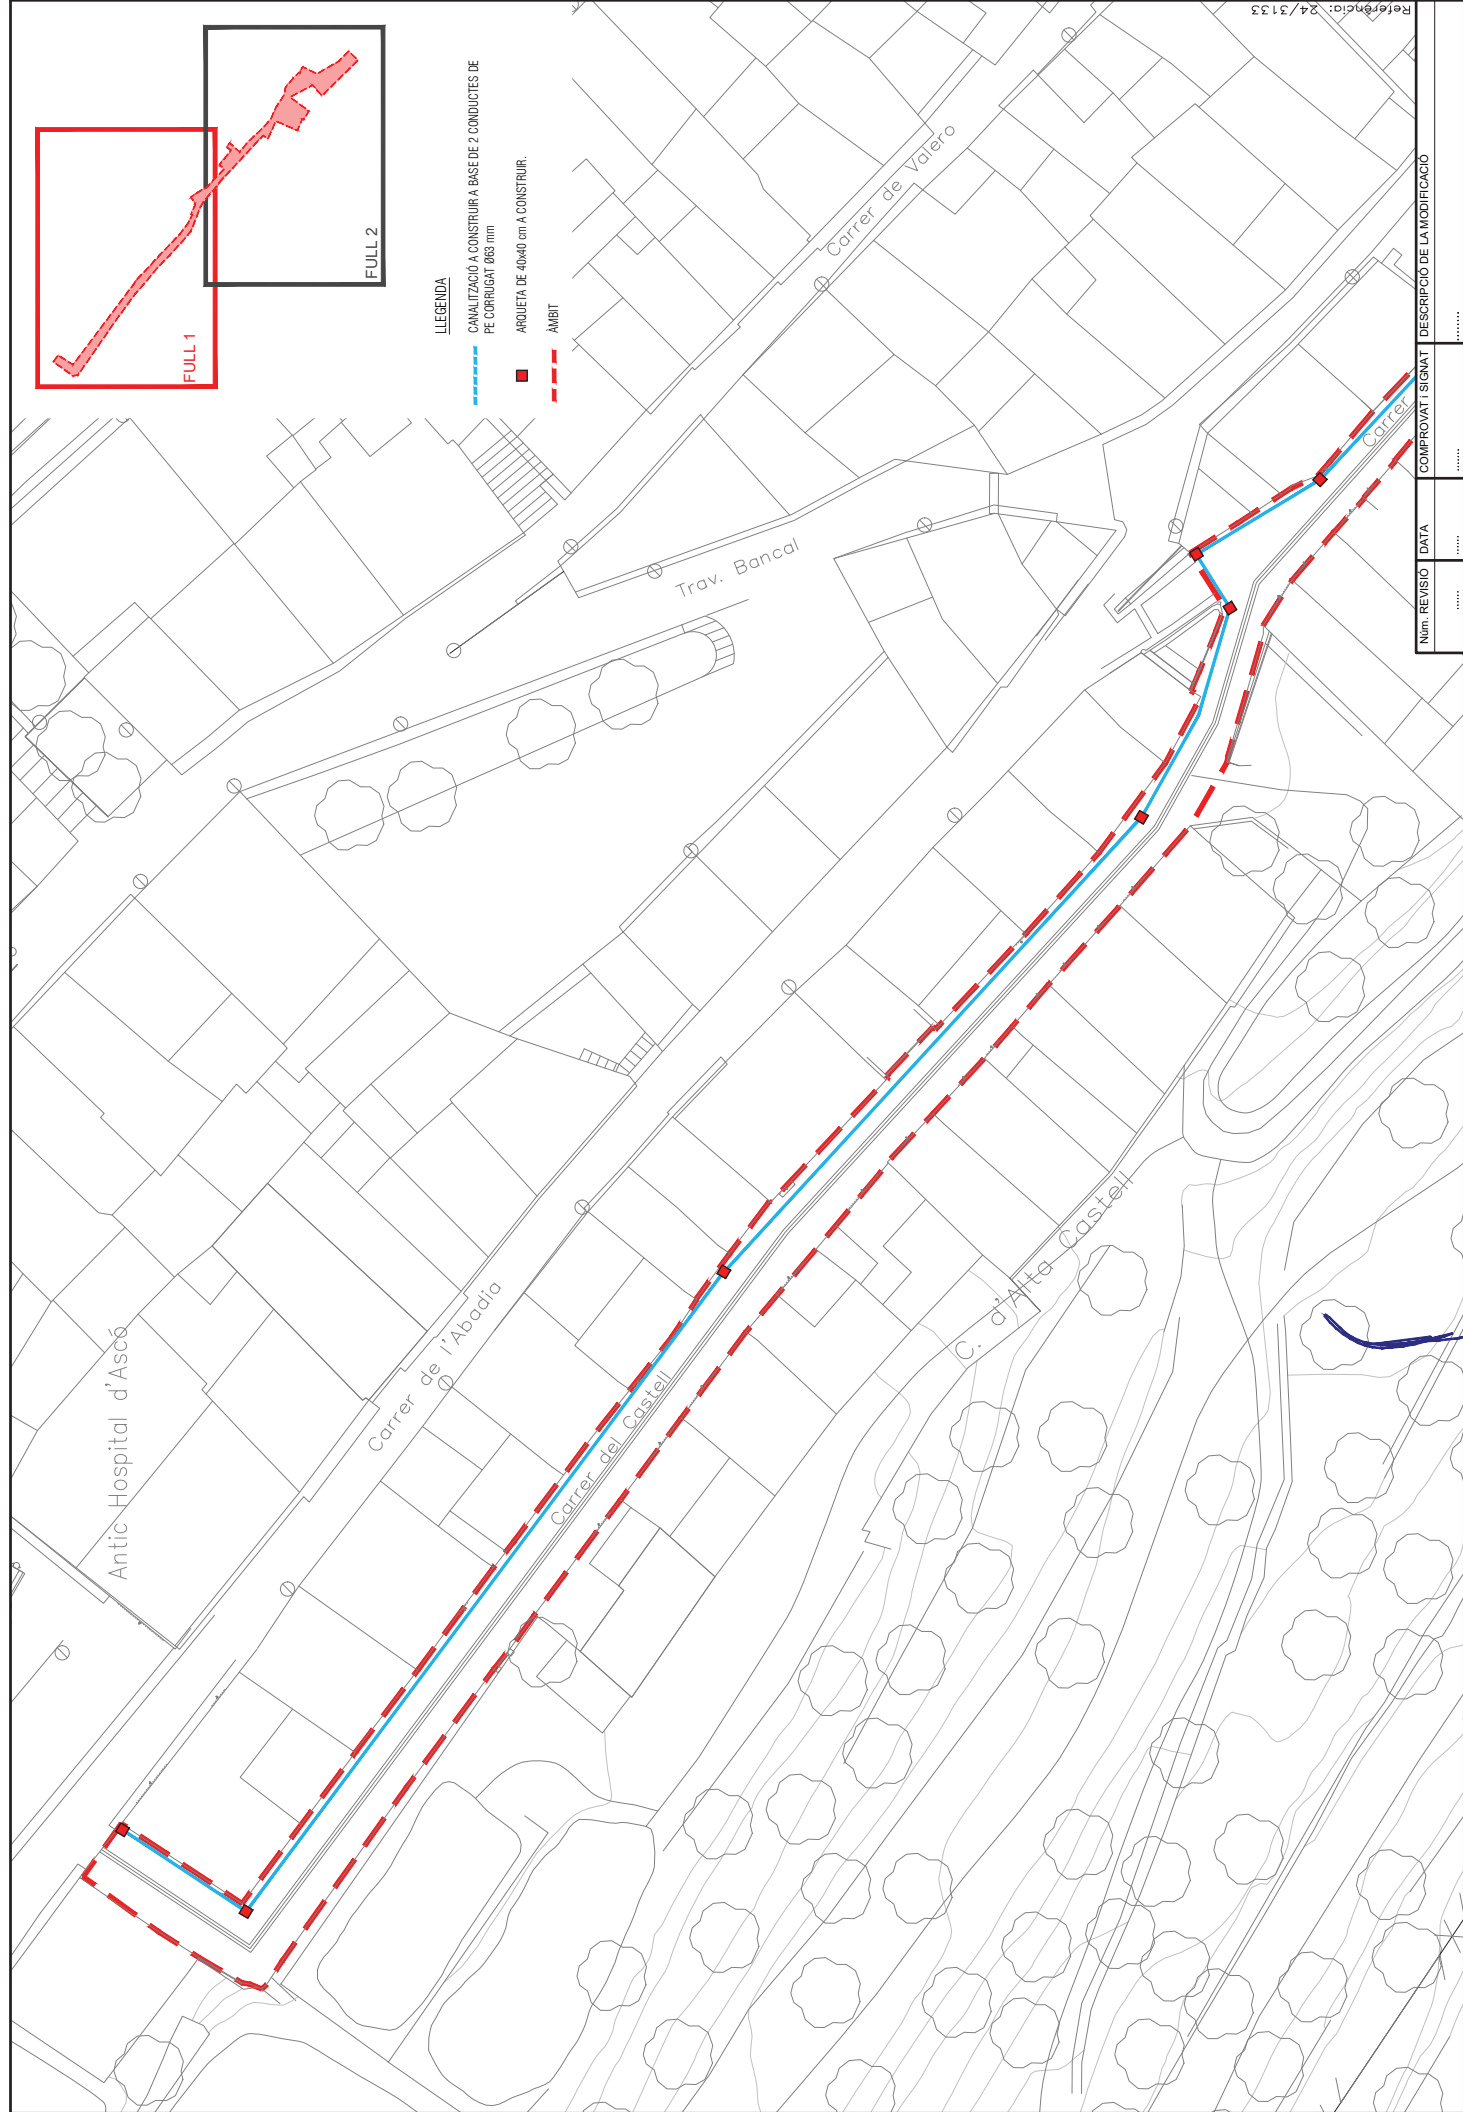 FULL 1
FULL 2
LLEGENDA
CANALITZACIÓ A CONSTRUIR A BASE DE 2 CONDUCTES DE
PE CORRUGAT Ø63 mm
ARQUETA DE 40x40 cm A CONSTRUIR.
ÀMBIT
Antic Hospital d'Ascó
Carrer de l'Abadia
Carrer del Castell
C. d'Alta Castell
Trav. Bancal
Carrer de Valero
Carrer
Referència: 24/3133
Núm. REVISIÓ
DATA
COMPROVAT i SIGNAT
DESCRIPCIÓ DE LA MODIFICACIÓ
......
......
......
........